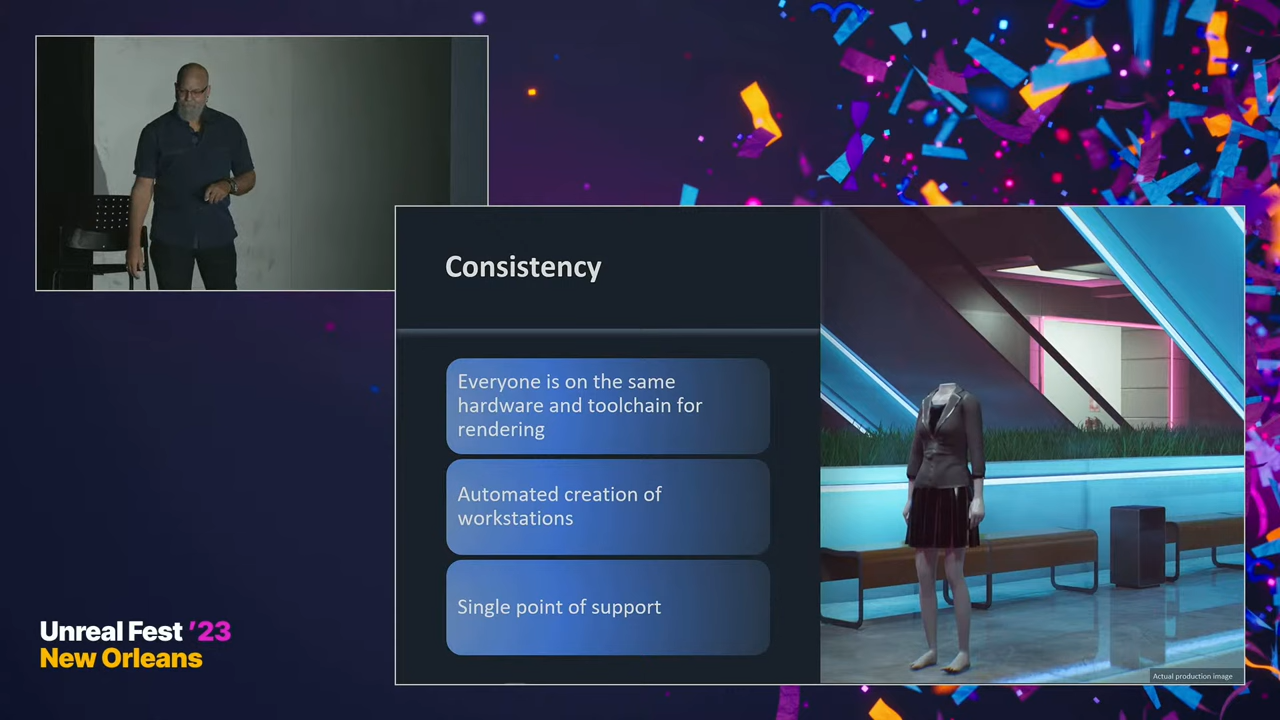 Consistency
Everyone is on the same
hardware and toolchain for
rendering
Automated creation of
workstations
Single point of support
Actual production image
Unreal Fest '23
New Orleans